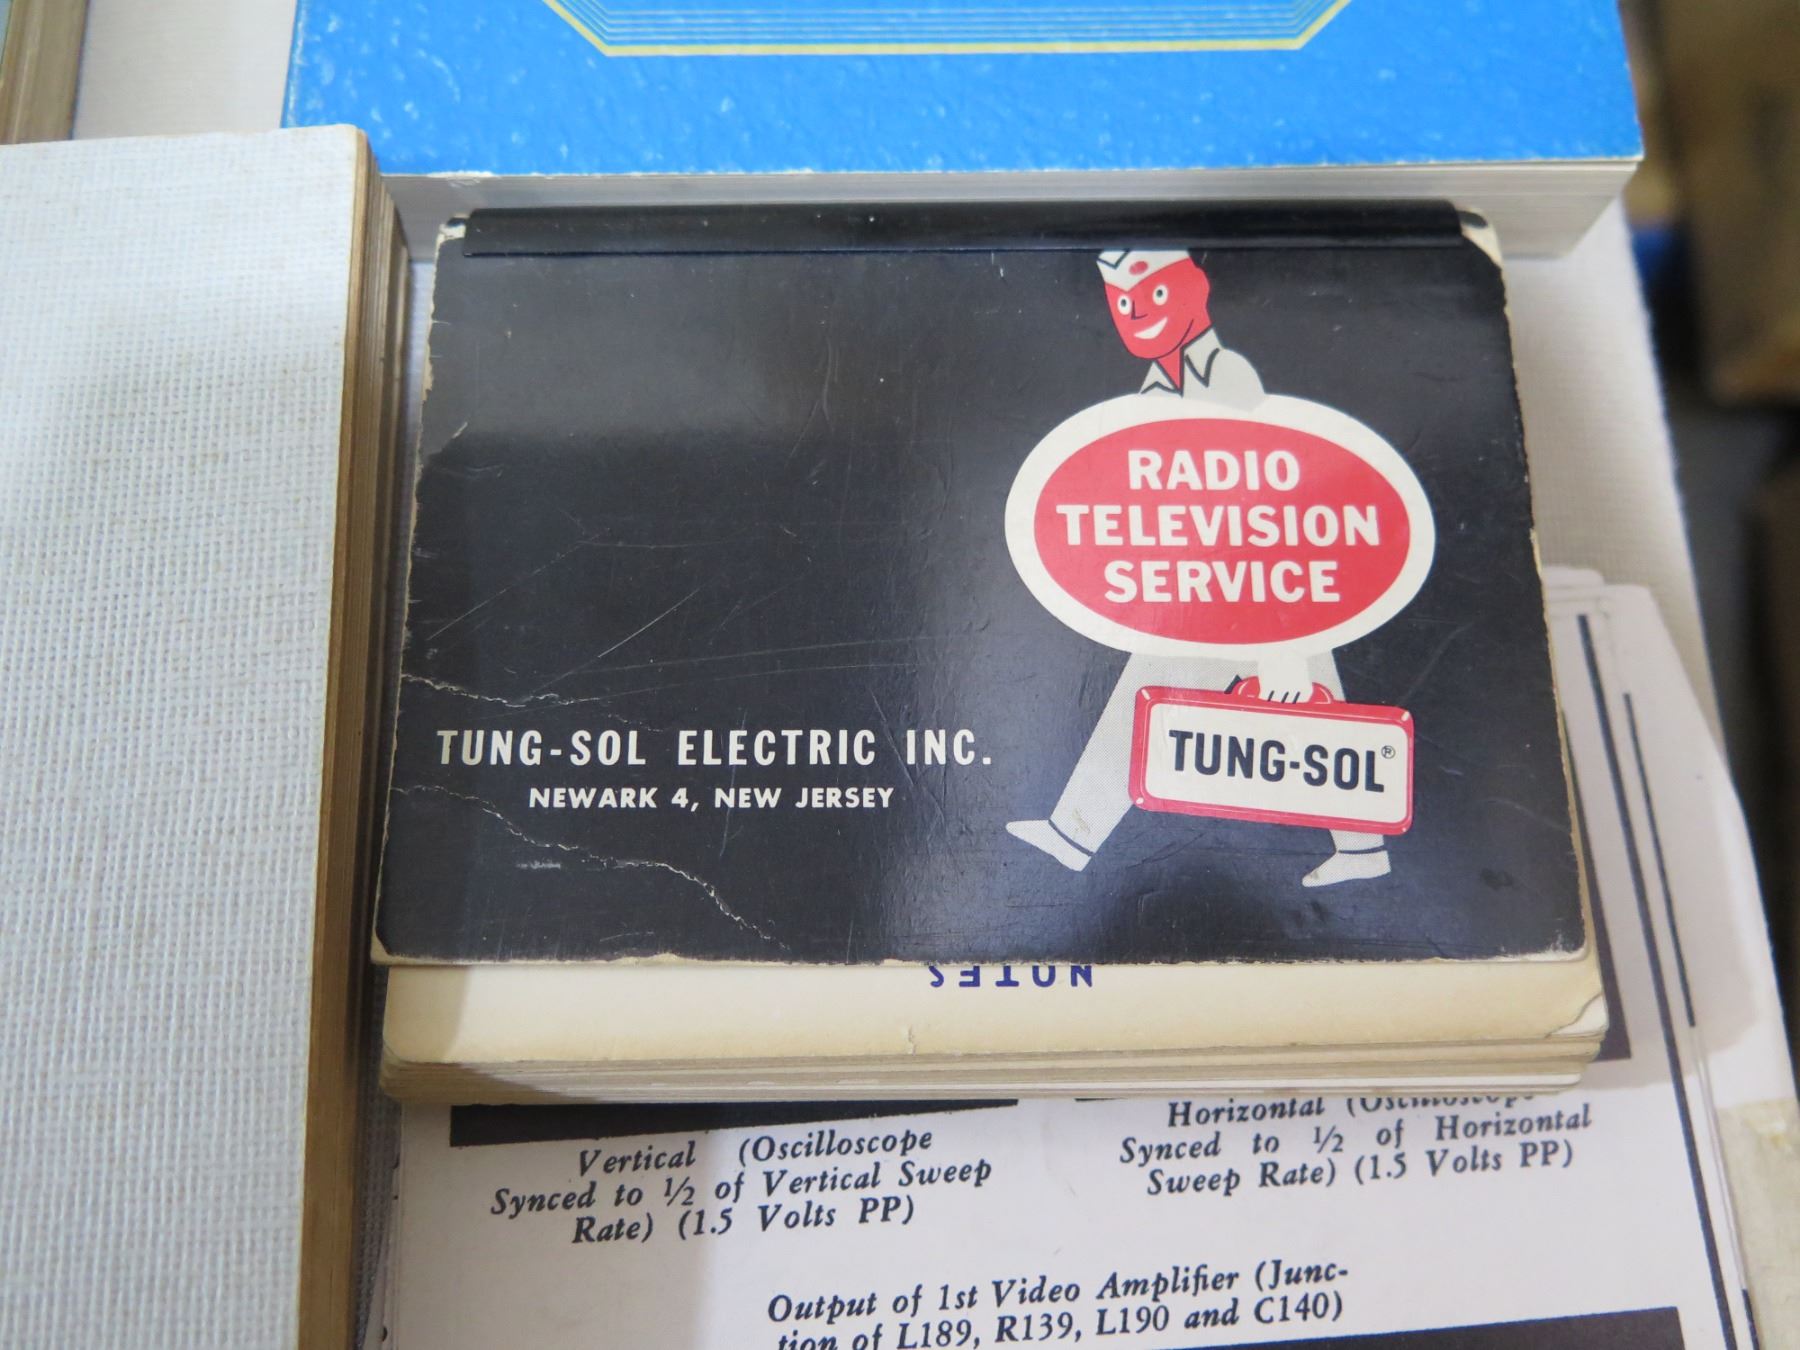 RADIO
TELEVISION
SERVICE
TUNG-SOL®
TUNG-SOL ELECTRIC INC.
NEWARK 4, NEW JERSEY
NOTES
Vertical (Oscilloscope
Synced to 1/2 of Vertical Sweep
Rate) (1.5 Volts PP)
Horizontal (Oscilloscope
Synced to 1/2 of Horizontal
Sweep Rate) (1.5 Volts PP)
Output of 1st Video Amplifier (Junc-
tion of L189, R139, L190 and C140)